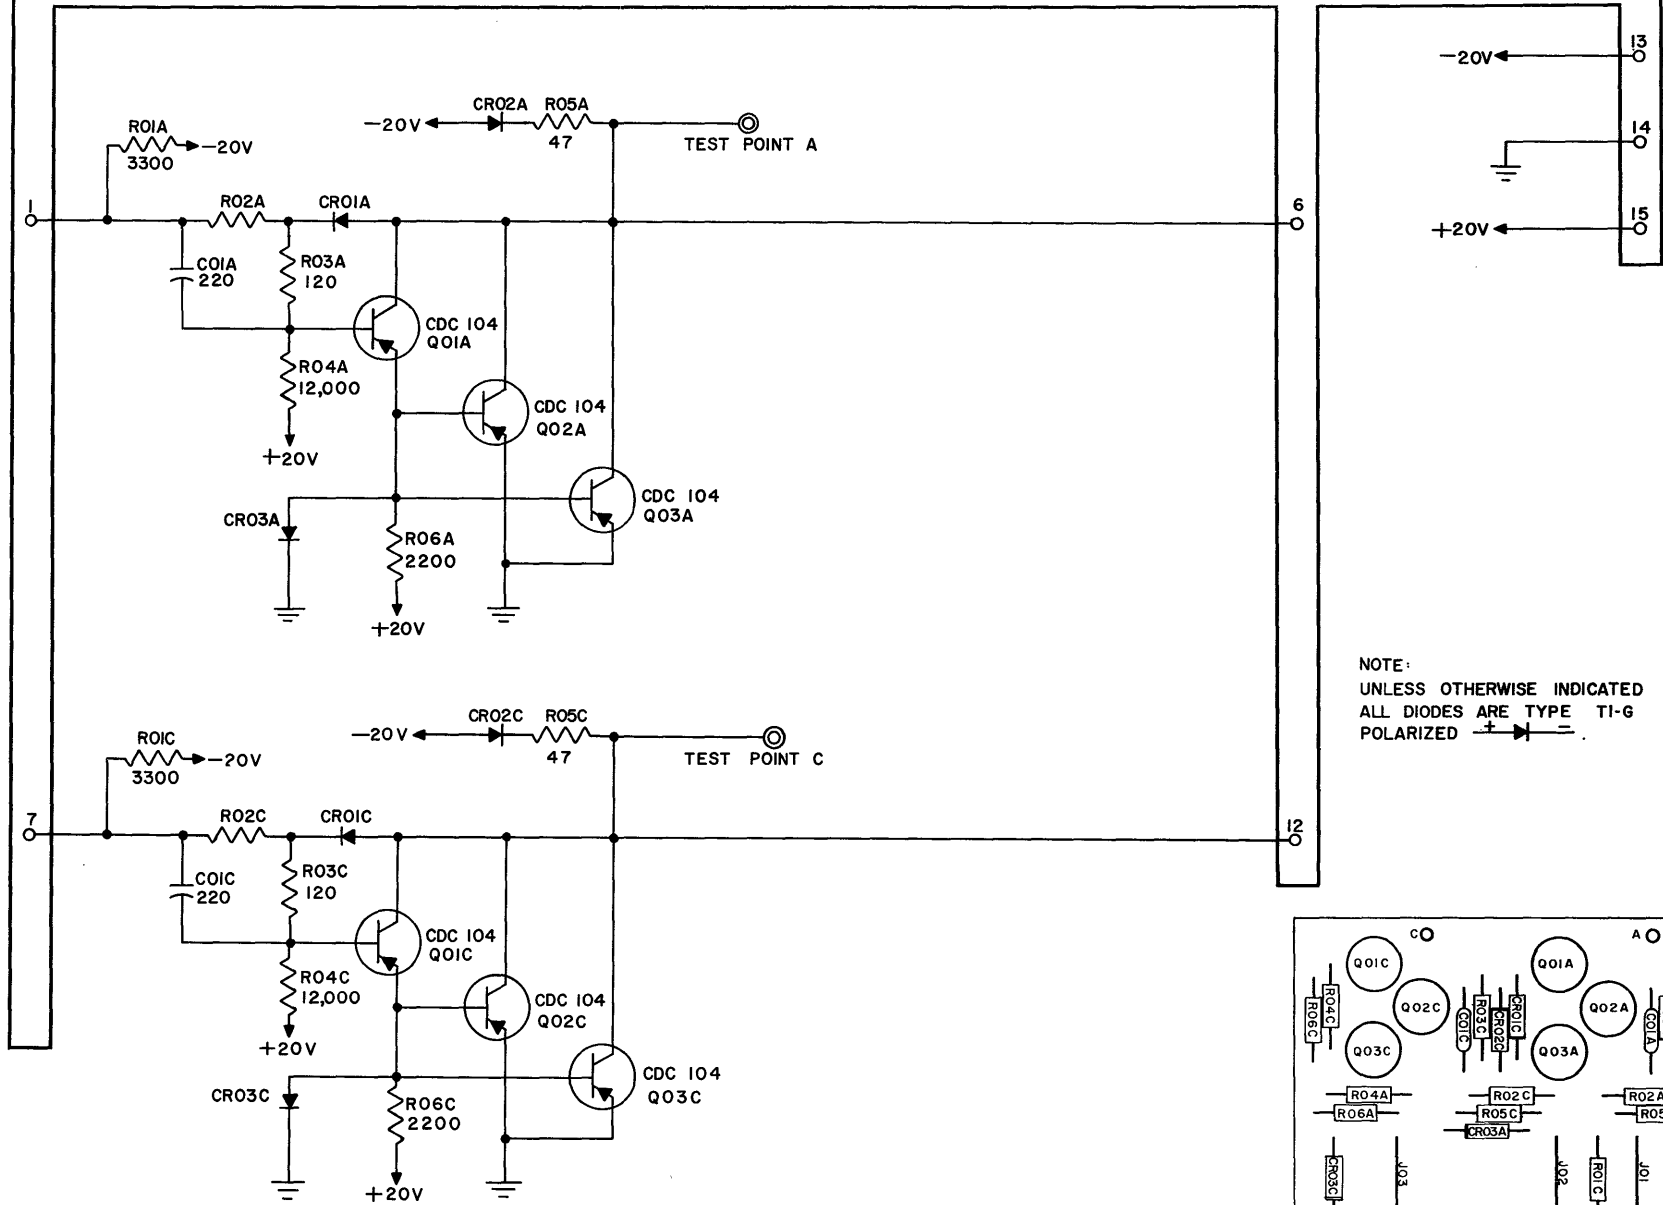 13
-20V
CR02A R05A
-20V
47
TEST POINT A
R01A
-20V
3300
14
1
R02A
CR01A
6
15
+20V
C01A
220
R03A
120
CDC 104
Q01A
R04A
12,000
+20V
CDC 104
Q02A
CDC 104
Q03A
CR03A
R06A
2200
+20V
NOTE:
UNLESS OTHERWISE INDICATED
ALL DIODES ARE TYPE TI-G
POLARIZED + -
CR02C R05C
-20V
47
TEST POINT C
R01C
-20V
3300
7
R02C
CR01C
12
C01C
220
R03C
120
CDC 104
Q01C
R04C
12,000
+20V
CDC 104
Q02C
CDC 104
Q03C
CR03C
R06C
2200
+20V
C
A
Q01C
Q01A
R04C
R06C
Q02C
C01C
R03C
CR02C
CR01C
Q02A
C01A
Q03C
Q03A
R04A
R02C
R02A
R06A
R05C
R05
CR03A
CR03C
J03
J02
R01C
J01